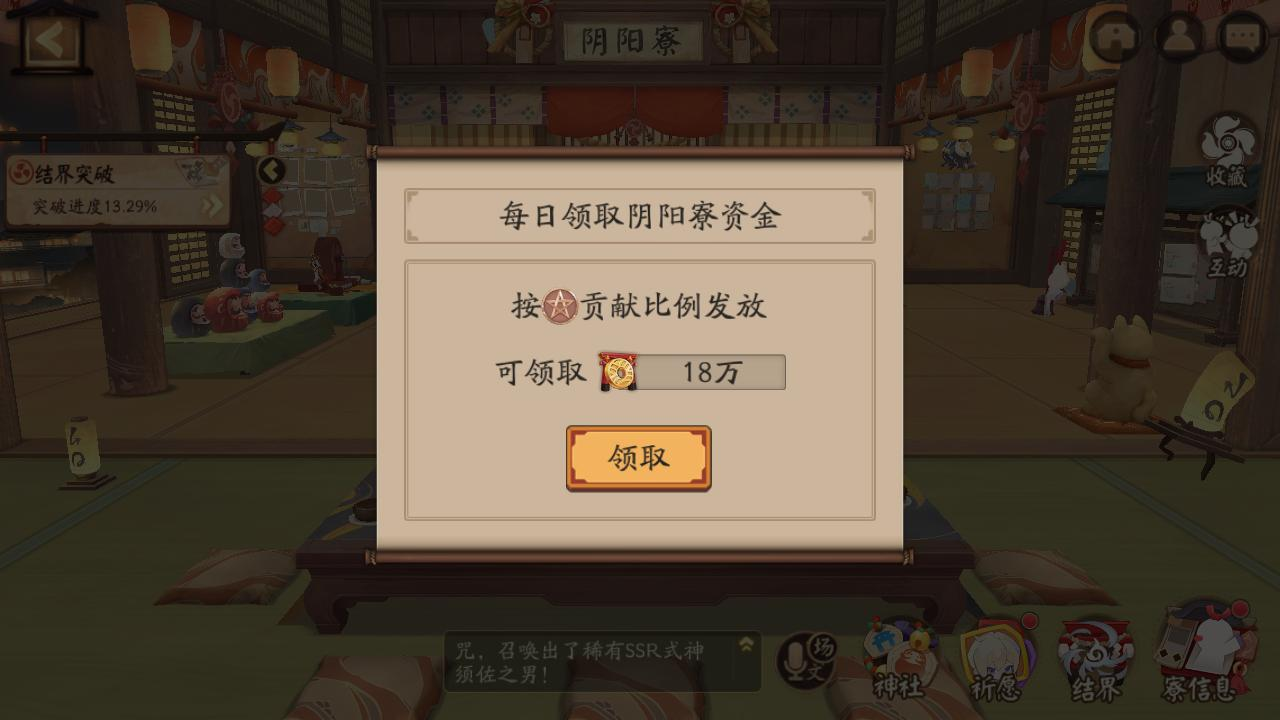 阴阳寮
结界突破
突破进度13.29%
收藏
互动
每日领取阴阳寮资金
按贡献比例发放
可领取 18万
领取
咒，召唤出了稀有SSR式神
须佐之男！
场
文
神社
祈愿
结界
寮信息